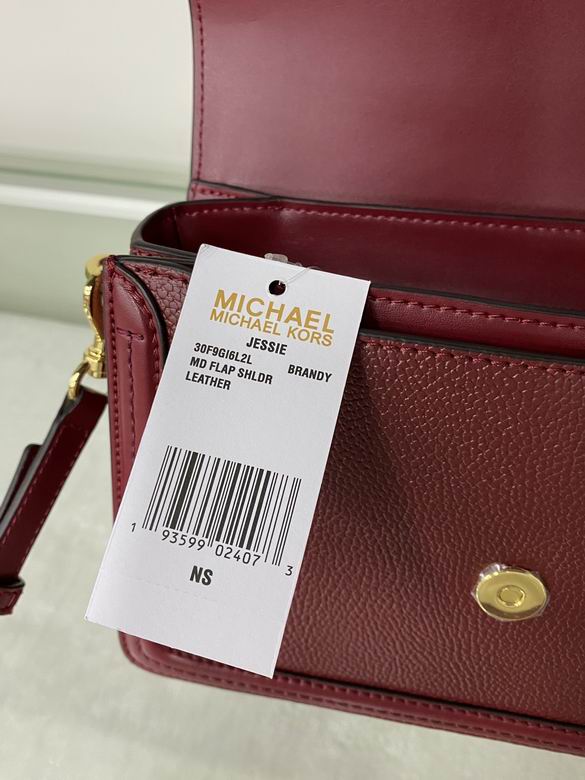 MICHAEL
MICHAEL KORS
JESSIE
30F9GI6L2L BRANDY
MD FLAP SHLDR
LEATHER
1 93599 02407 3
NS